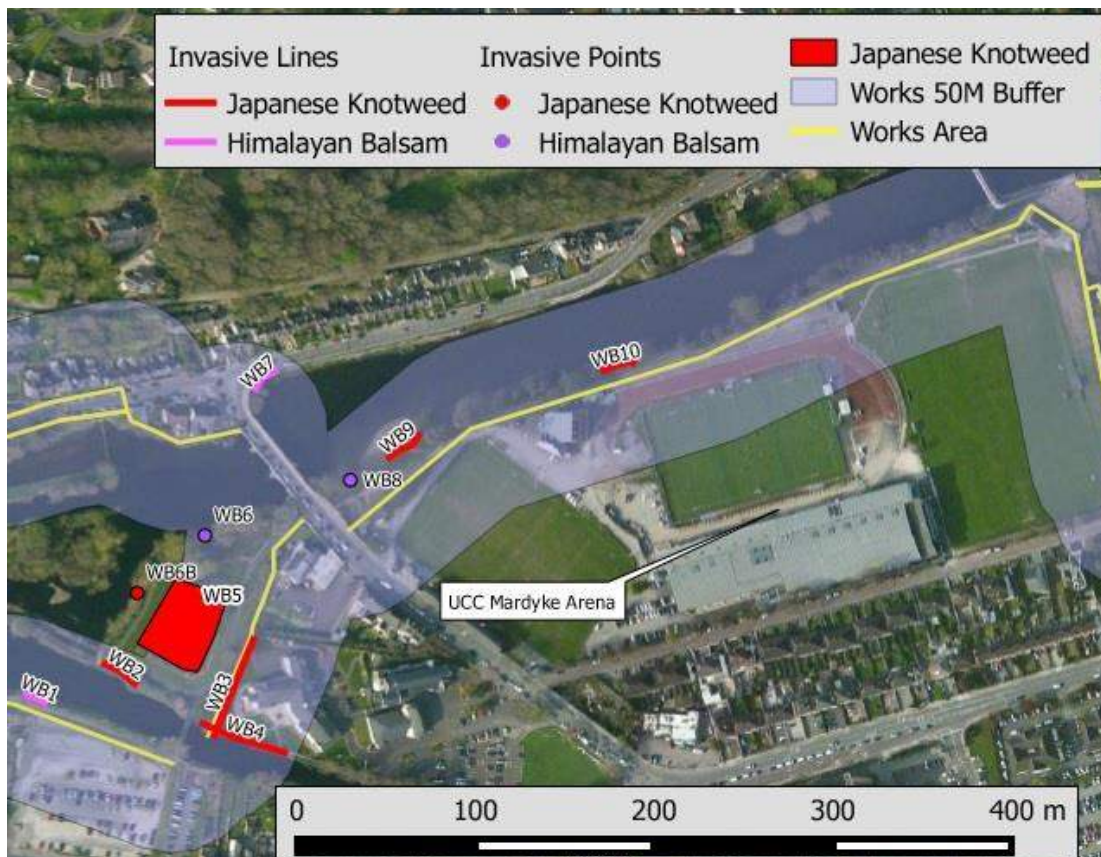 Invasive Lines
Japanese Knotweed
Himalayan Balsam
Invasive Points
Japanese Knotweed
Himalayan Balsam
Japanese Knotweed
Works 50M Buffer
Works Area
WB7
WB10
WB9
WB8
WB6
WB6B
WB5
UCC Mardyke Arena
WB2
WB1
WB3
WB4
0 100 200 300 400 m